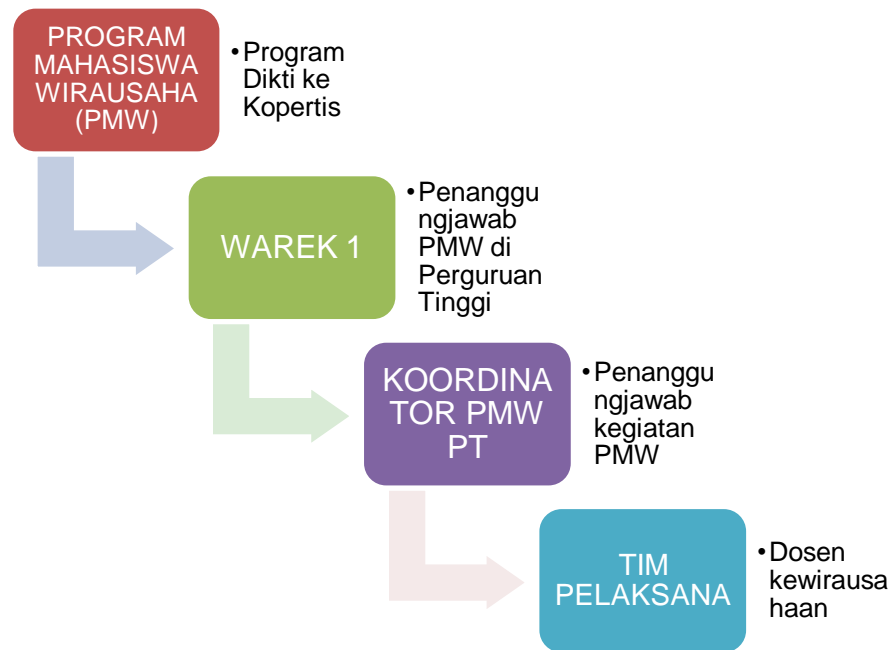 PROGRAM
MAHASISWA
WIRAUSAHA
(PMW)
•Program
Dikti ke
Kopertis
WAREK 1
•Penanggu
ngjawab
PMW di
Perguruan
Tinggi
KOORDINA
TOR PMW
PT
•Penanggu
ngjawab
kegiatan
PMW
TIM
PELAKSANA
•Dosen
kewirausa
haan